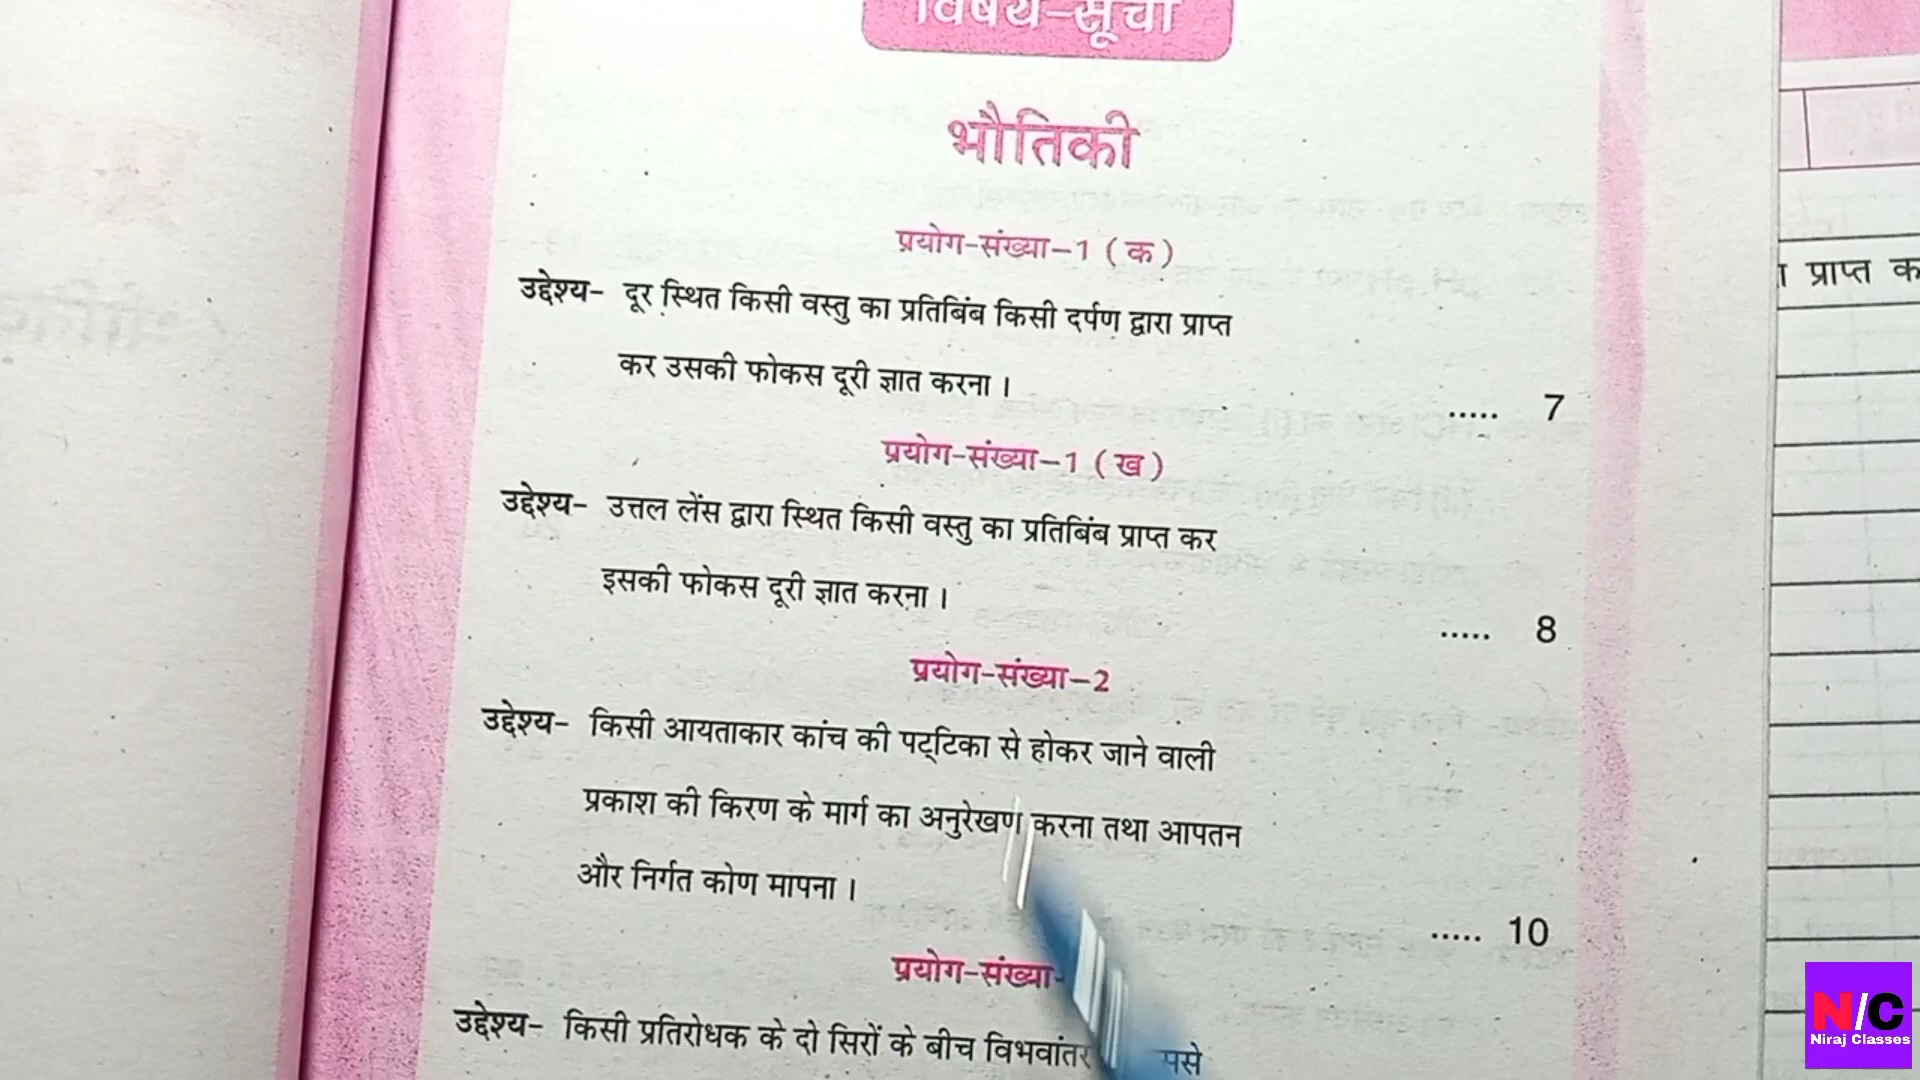 विषय-सूची
भौतिकी
प्रयोग-संख्या-1 (क)
उद्देश्य- दूर स्थित किसी वस्तु का प्रतिबिंब किसी दर्पण द्वारा प्राप्त
कर उसकी फोकस दूरी ज्ञात करना ।
..... 7
प्रयोग-संख्या-1 (ख)
उद्देश्य- उत्तल लेंस द्वारा स्थित किसी वस्तु का प्रतिबिंब प्राप्त कर
इसकी फोकस दूरी ज्ञात करना ।
..... 8
प्रयोग-संख्या-2
उद्देश्य- किसी आयताकार कांच की पट्टिका से होकर जाने वाली
प्रकाश की किरण के मार्ग का अनुरेखण करना तथा आपतन
और निर्गत कोण मापना ।
..... 10
प्रयोग-संख्या-
उद्देश्य- किसी प्रतिरोधक के दो सिरों के बीच विभवांतर
प्राप्त
N/C
Niraj Classes